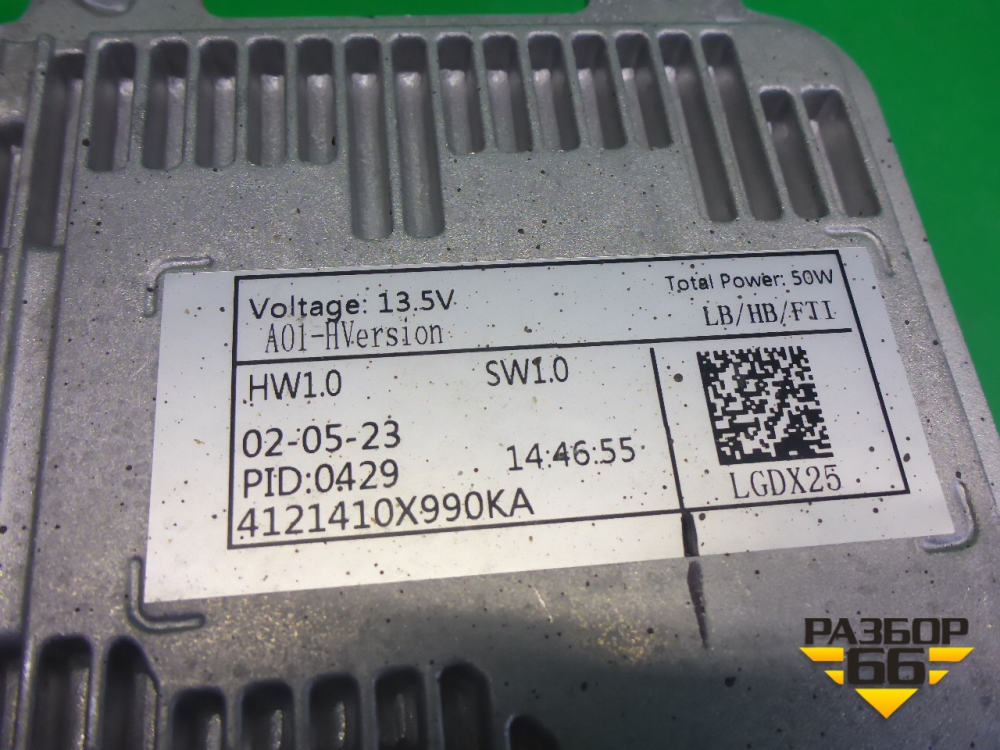 Voltage: 13.5V
Total Power: 50W
A01-HVersion
LB/HB/FTI
HW1.0
SW1.0
02-05-23
14:46:55
PID:0429
4121410X990KA
LGDX25
РАЗБОР
66